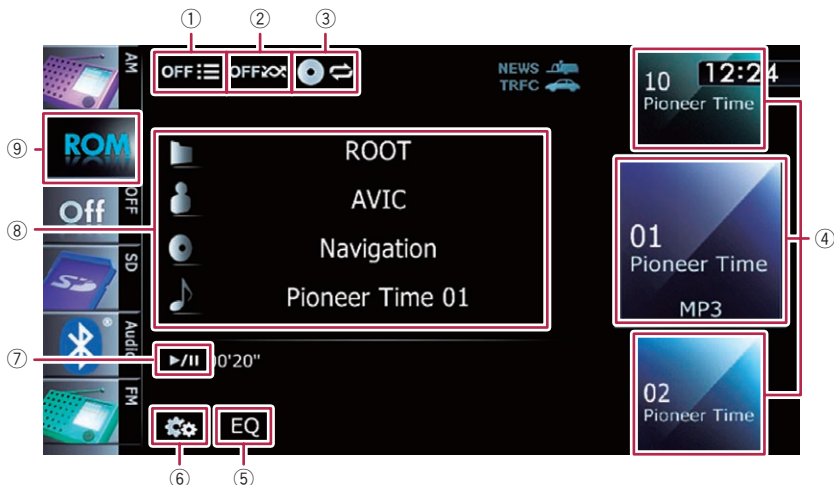 ① ② ③
AM
OFF OFF
NEWS
TRFC
10 12:24
Pioneer Time
⑨
ROM
ROOT
OFF
Off
AVIC
⑧
④
SD
Navigation
01
Pioneer Time
Pioneer Time 01
MP3
Audio
⑦
►/II 00'20"
FM
02
Pioneer Time
EQ
⑥ ⑤